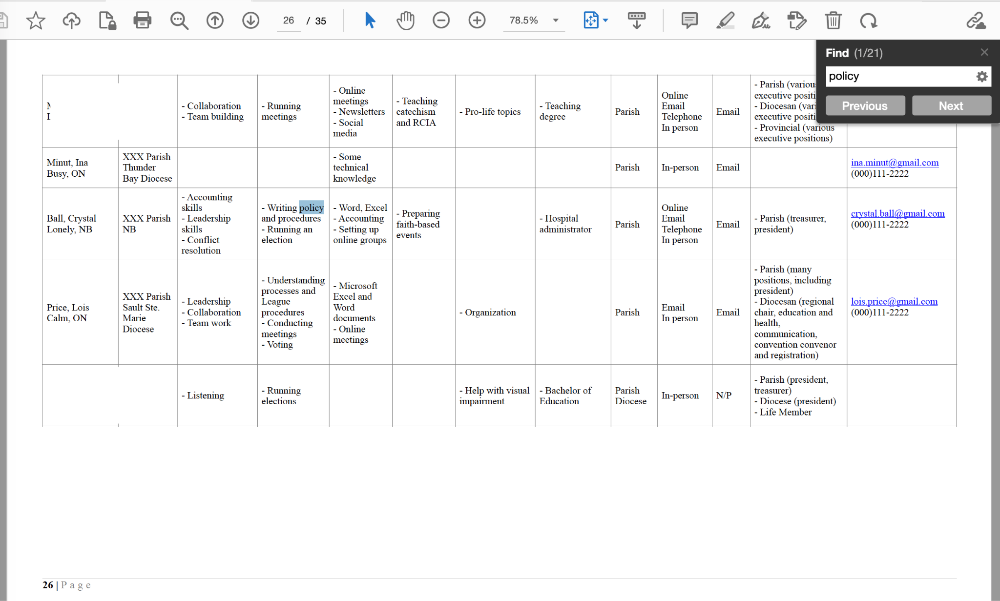 26 / 35
78.5%
Find (1/21)
policy
Previous Next
- Collaboration
- Team building
- Running
meetings
- Online
meetings
- Newsletters
- Social
media
- Teaching
catechism
and RCIA
- Pro-life topics
- Teaching
degree
Parish
Online
Email
Telephone
In person
Email
- Parish (variou
executive positi
- Diocesan (vari
executive positi
- Provincial (various
executive positions)
Minut, Ina
Busy, ON
XXX Parish
Thunder
Bay Diocese
- Some
technical
knowledge
Parish
In-person
Email
ina.minut@gmail.com
(000)111-2222
Ball, Crystal
Lonely, NB
XXX Parish
NB
- Accounting
skills
- Leadership
skills
- Conflict
resolution
- Writing policy
and procedures
- Running an
election
- Word, Excel
- Accounting
- Setting up
online groups
- Preparing
faith-based
events
- Hospital
administrator
Parish
Online
Email
Telephone
In person
Email
- Parish (treasurer,
president)
crystal.ball@gmail.com
(000)111-2222
Price, Lois
Calm, ON
XXX Parish
Sault Ste.
Marie
Diocese
- Leadership
- Collaboration
- Team work
- Understanding
processes and
League
procedures
- Conducting
meetings
- Voting
- Microsoft
Excel and
Word
documents
- Online
meetings
- Organization
Parish
Email
In person
Email
- Parish (many
positions, including
president)
- Diocesan (regional
chair, education and
health,
communication,
convention convenor
and registration)
lois.price@gmail.com
(000)111-2222
- Listening
- Running
elections
- Help with visual
impairment
- Bachelor of
Education
Parish
Diocese
In-person
N/P
- Parish (president,
treasurer)
- Diocese (president)
- Life Member
26 | Page